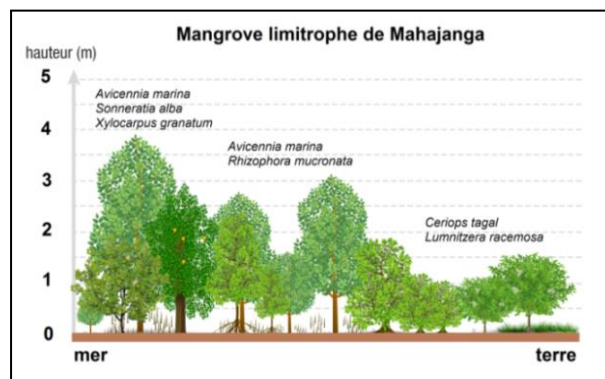 Mangrove limitrophe de Mahajanga
hauteur (m)
5
Avicennia marina
Sonneratia alba
Xylocarpus granatum
4
Avicennia marina
Rhizophora mucronata
3
Ceriops tagal
Lumnitzera racemosa
2
1
0
mer
terre